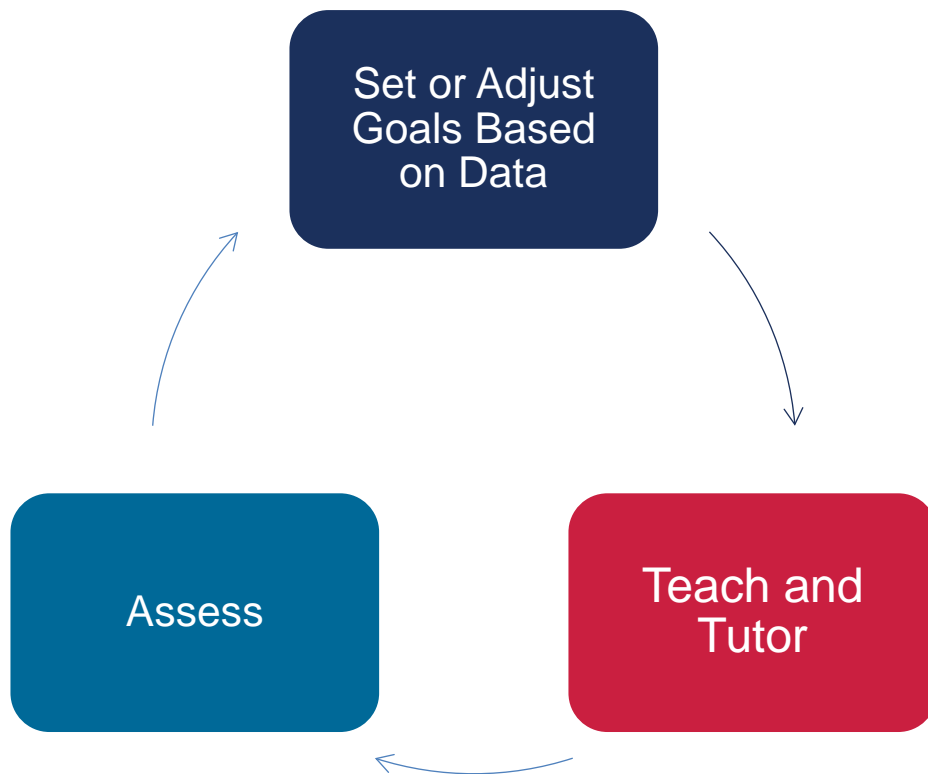 Set or Adjust
Goals Based
on Data
Teach and
Tutor
Assess